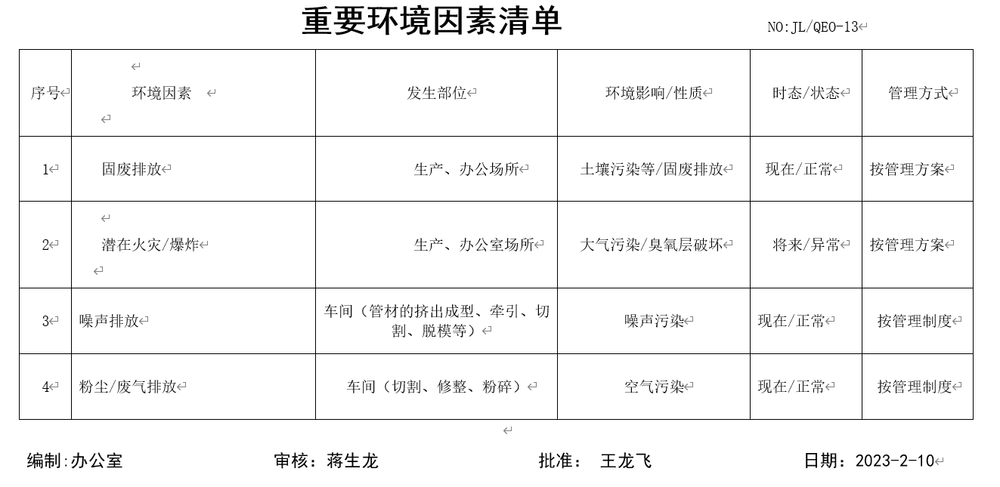 重要环境因素清单 NO:JL/QEO-13
序号 环境因素 发生部位 环境影响/性质 时态/状态 管理方式
1 固废排放 生产、办公场所 土壤污染等/固废排放 现在/正常 按管理方案
2 潜在火灾/爆炸 生产、办公室场所 大气污染/臭氧层破坏 将来/异常 按管理方案
3 噪声排放 车间（管材的挤出成型、牵引、切
割、脱模等） 噪声污染 现在/正常 按管理制度
4 粉尘/废气排放 车间（切割、修整、粉碎） 空气污染 现在/正常 按管理制度
编制:办公室 审核：蒋生龙 批准： 王龙飞 日期：2023-2-10